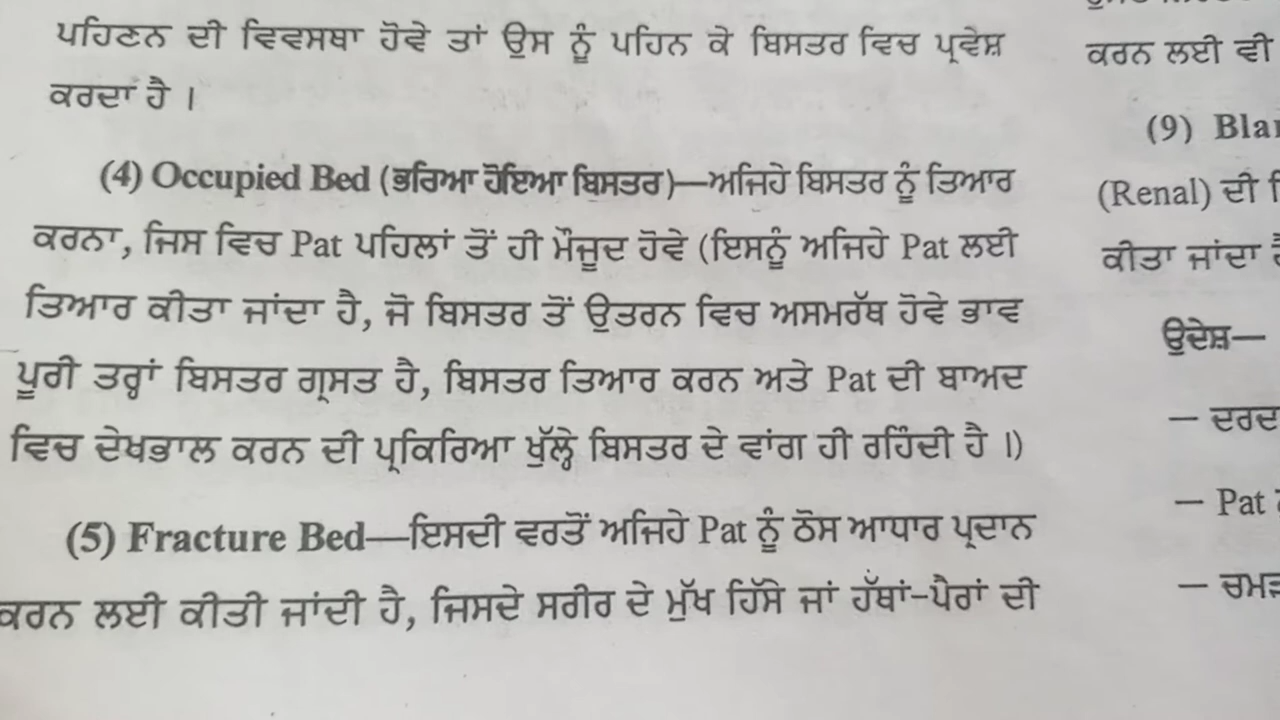 ਪਹਿਣਨ ਦੀ ਵਿਵਸਥਾ ਹੋਵੇ ਤਾਂ ਉਸ ਨੂੰ ਪਹਿਨ ਕੇ ਬਿਸਤਰ ਵਿਚ ਪ੍ਰਵੇਸ਼
ਕਰਦਾ ਹੈ ।
(4) Occupied Bed (ਭਰਿਆ ਹੋਇਆ ਬਿਸਤਰ)—ਅਜਿਹੇ ਬਿਸਤਰ ਨੂੰ ਤਿਆਰ
ਕਰਨਾ, ਜਿਸ ਵਿਚ Pat ਪਹਿਲਾਂ ਤੋਂ ਹੀ ਮੌਜੂਦ ਹੋਵੇ (ਇਸਨੂੰ ਅਜਿਹੇ Pat ਲਈ
ਤਿਆਰ ਕੀਤਾ ਜਾਂਦਾ ਹੈ, ਜੋ ਬਿਸਤਰ ਤੋਂ ਉਤਰਨ ਵਿਚ ਅਸਮਰੱਥ ਹੋਵੇ ਭਾਵ
ਪੂਰੀ ਤਰ੍ਹਾਂ ਬਿਸਤਰ ਗ੍ਰਸਤ ਹੈ, ਬਿਸਤਰ ਤਿਆਰ ਕਰਨ ਅਤੇ Pat ਦੀ ਬਾਅਦ
ਵਿਚ ਦੇਖਭਾਲ ਕਰਨ ਦੀ ਪ੍ਰਕਿਰਿਆ ਖੁੱਲ੍ਹੇ ਬਿਸਤਰ ਦੇ ਵਾਂਗ ਹੀ ਰਹਿੰਦੀ ਹੈ ।)
(5) Fracture Bed—ਇਸਦੀ ਵਰਤੋਂ ਅਜਿਹੇ Pat ਨੂੰ ਠੋਸ ਆਧਾਰ ਪ੍ਰਦਾਨ
ਕਰਨ ਲਈ ਕੀਤੀ ਜਾਂਦੀ ਹੈ, ਜਿਸਦੇ ਸਰੀਰ ਦੇ ਮੁੱਖ ਹਿੱਸੇ ਜਾਂ ਹੱਥਾਂ-ਪੈਰਾਂ ਦੀ
ਕਰਨ ਲਈ ਵੀ
(9)
(Renal) ਦੀ
ਕੀਤਾ ਜਾਂਦਾ
ਉਦੇਸ਼—
— ਦਰਦ
— Pat
—